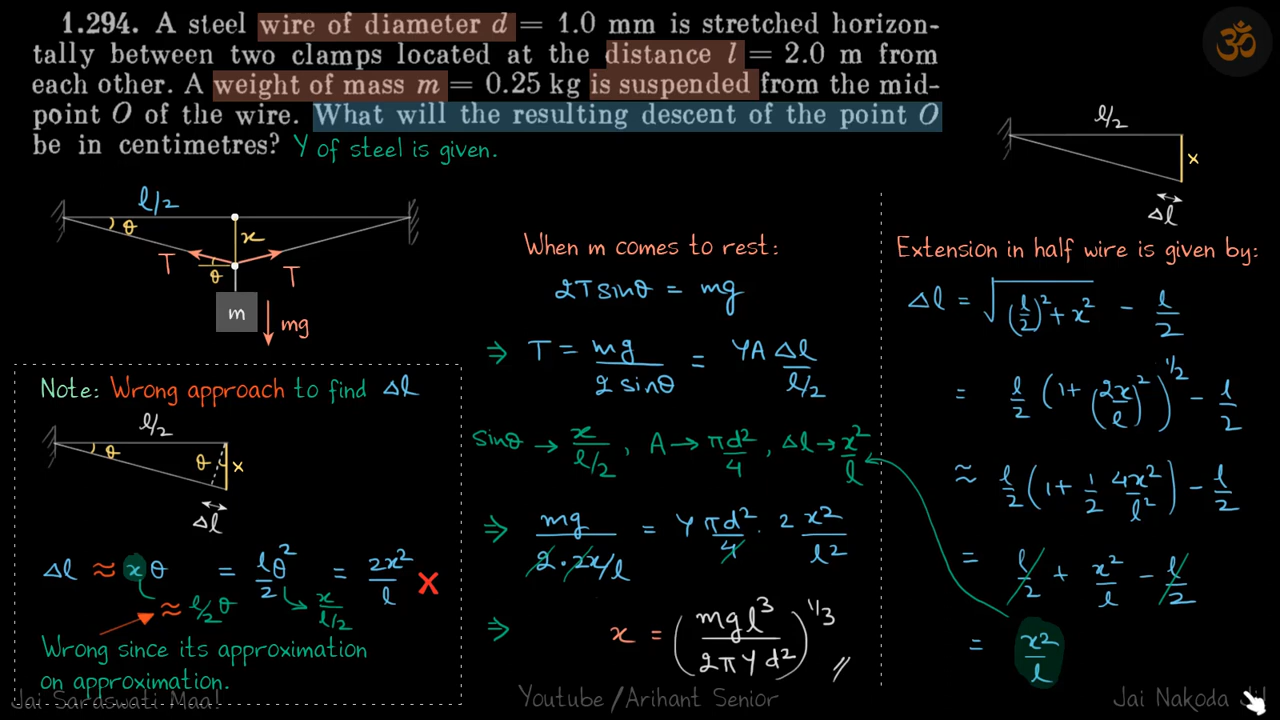 1.294. A steel wire of diameter d = 1.0 mm is stretched horizon-
tally between two clamps located at the distance l = 2.0 m from
each other. A weight of mass m = 0.25 kg is suspended from the mid-
point O of the wire. What will the resulting descent of the point O
be in centimetres? Y of steel is given.
ॐ
l/2
x
Δl
l/2
θ
x
T
θ
T
m
mg
Note: Wrong approach to find Δl
l/2
θ
θ
x
Δl
Δl ≈ xθ = l/2 θ² = 2x²/l ✗
≈ l/2 θ
x/(l/2)
Wrong since its approximation
on approximation.
When m comes to rest:
2T sinθ = mg
⇒ T = mg/(2 sinθ) = YA Δl/(l/2)
sinθ → x/(l/2), A → πd²/4, Δl → x²/l
⇒ mg/(2·2x/l) = Y πd²/4 · 2x²/l²
⇒ x = (mgl³/(2πYd²))^1/3 //
Extension in half wire is given by:
Δl = √((l/2)² + x²) - l/2
= l/2 (1 + (2x/l)²)^1/2 - l/2
≈ l/2 (1 + 1/2 4x²/l²) - l/2
= l/2 + x²/l - l/2
= x²/l
Jai Saraswati Maa!
Youtube/Arihant Senior
Jai Nakoda Ji!